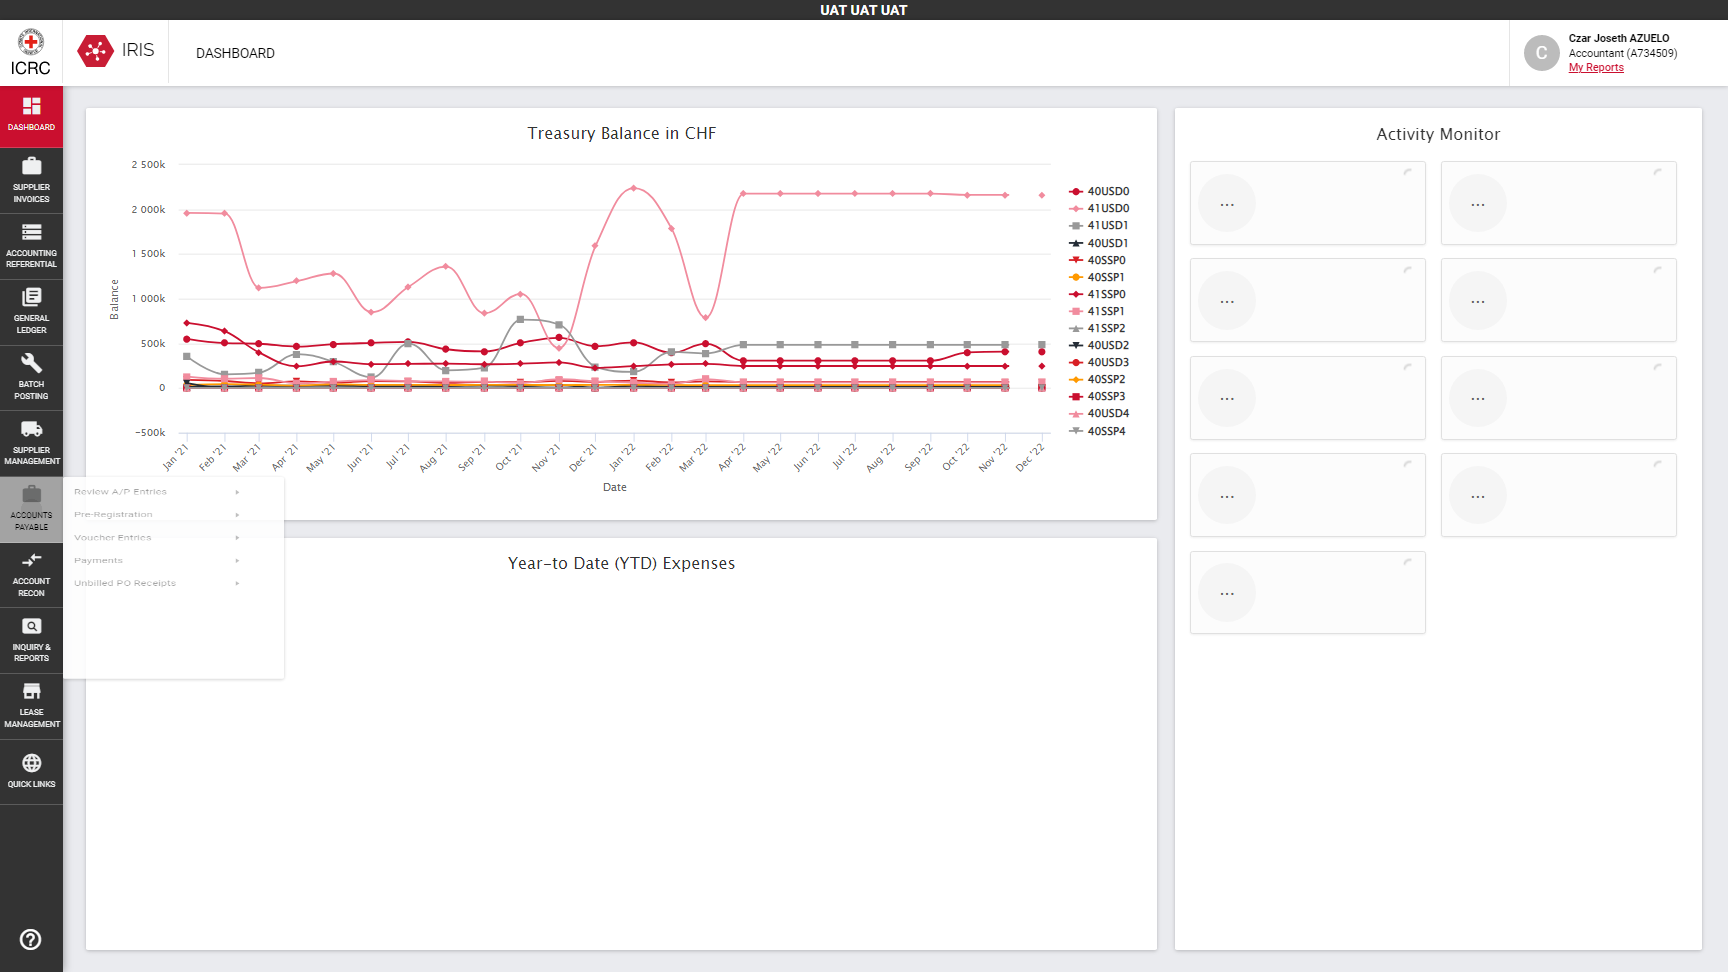 UAT UAT UAT
ICRC
IRIS
DASHBOARD
Czar Joseth AZUELO
Accountant (A734509)
My Reports
DASHBOARD
SUPPLIER
INVOICES
ACCOUNTING
REFERENTIAL
GENERAL
LEDGER
BATCH
POSTING
SUPPLIER
MANAGEMENT
ACCOUNTS
PAYABLE
ACCOUNT
RECON
INQUIRY &
REPORTS
LEASE
MANAGEMENT
QUICK LINKS
Review A/P Entries
Pre-Registration
Voucher Entries
Payments
Unbilled PO Receipts
Treasury Balance in CHF
Balance
2 500k
2 000k
1 500k
1 000k
500k
0
-500k
Jan '21
Feb '21
Mar '21
Apr '21
May '21
Jun '21
Jul '21
Aug '21
Sep '21
Oct '21
Nov '21
Dec '21
Jan '22
Feb '22
Mar '22
Apr '22
May '22
Jun '22
Jul '22
Aug '22
Sep '22
Oct '22
Nov '22
Dec '22
Date
40USD0
41USD0
41USD1
40USD1
40SSP0
40SSP1
41SSP0
41SSP1
41SSP2
40USD2
40USD3
40SSP2
40SSP3
40USD4
40SSP4
Year-to Date (YTD) Expenses
Activity Monitor
C
...
...
...
...
...
...
...
...
...